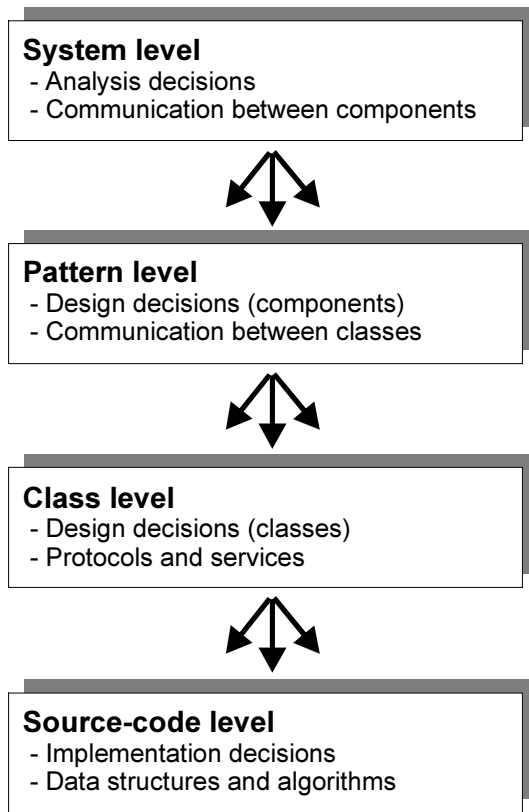 System level
- Analysis decisions
- Communication between components
Pattern level
- Design decisions (components)
- Communication between classes
Class level
- Design decisions (classes)
- Protocols and services
Source-code level
- Implementation decisions
- Data structures and algorithms